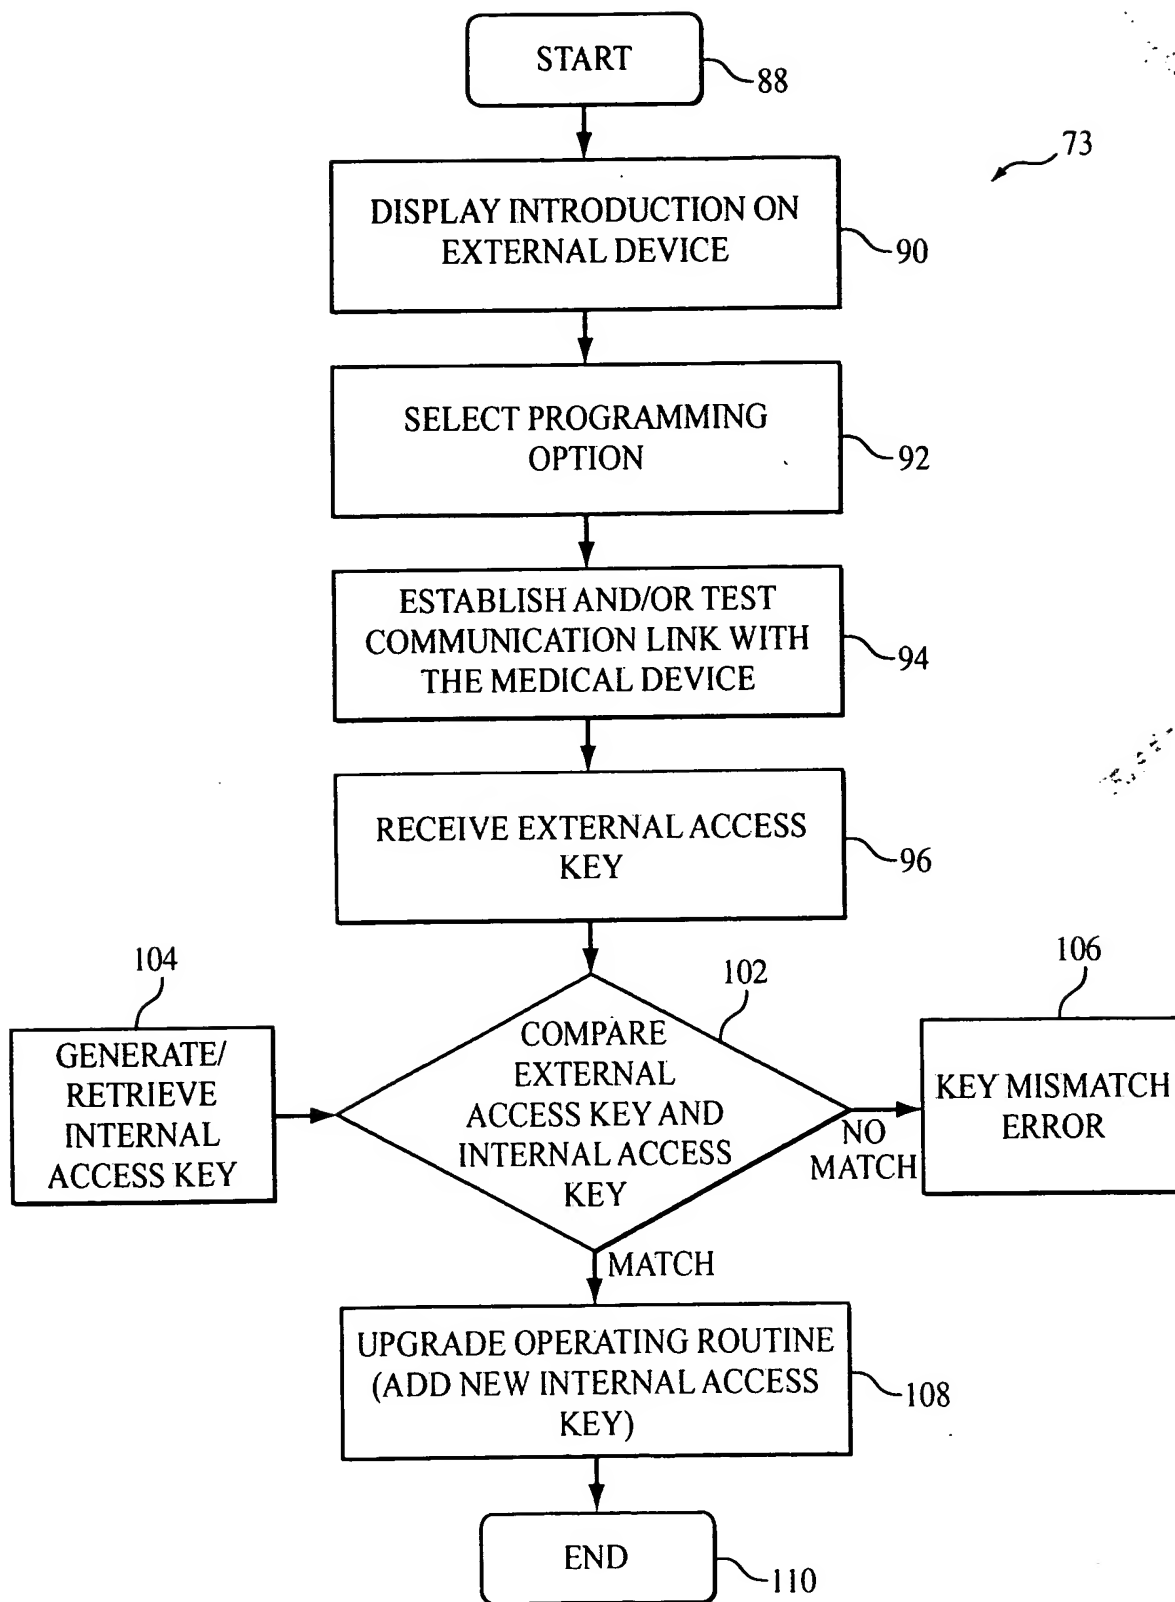 START
88
73
DISPLAY INTRODUCTION ON
EXTERNAL DEVICE
90
SELECT PROGRAMMING
OPTION
92
ESTABLISH AND/OR TEST
COMMUNICATION LINK WITH
THE MEDICAL DEVICE
94
RECEIVE EXTERNAL ACCESS
KEY
96
104
GENERATE/
RETRIEVE
INTERNAL
ACCESS KEY
102
COMPARE
EXTERNAL
ACCESS KEY AND
INTERNAL ACCESS
KEY
106
KEY MISMATCH
ERROR
NO
MATCH
MATCH
UPGRADE OPERATING ROUTINE
(ADD NEW INTERNAL ACCESS
KEY)
108
END
110